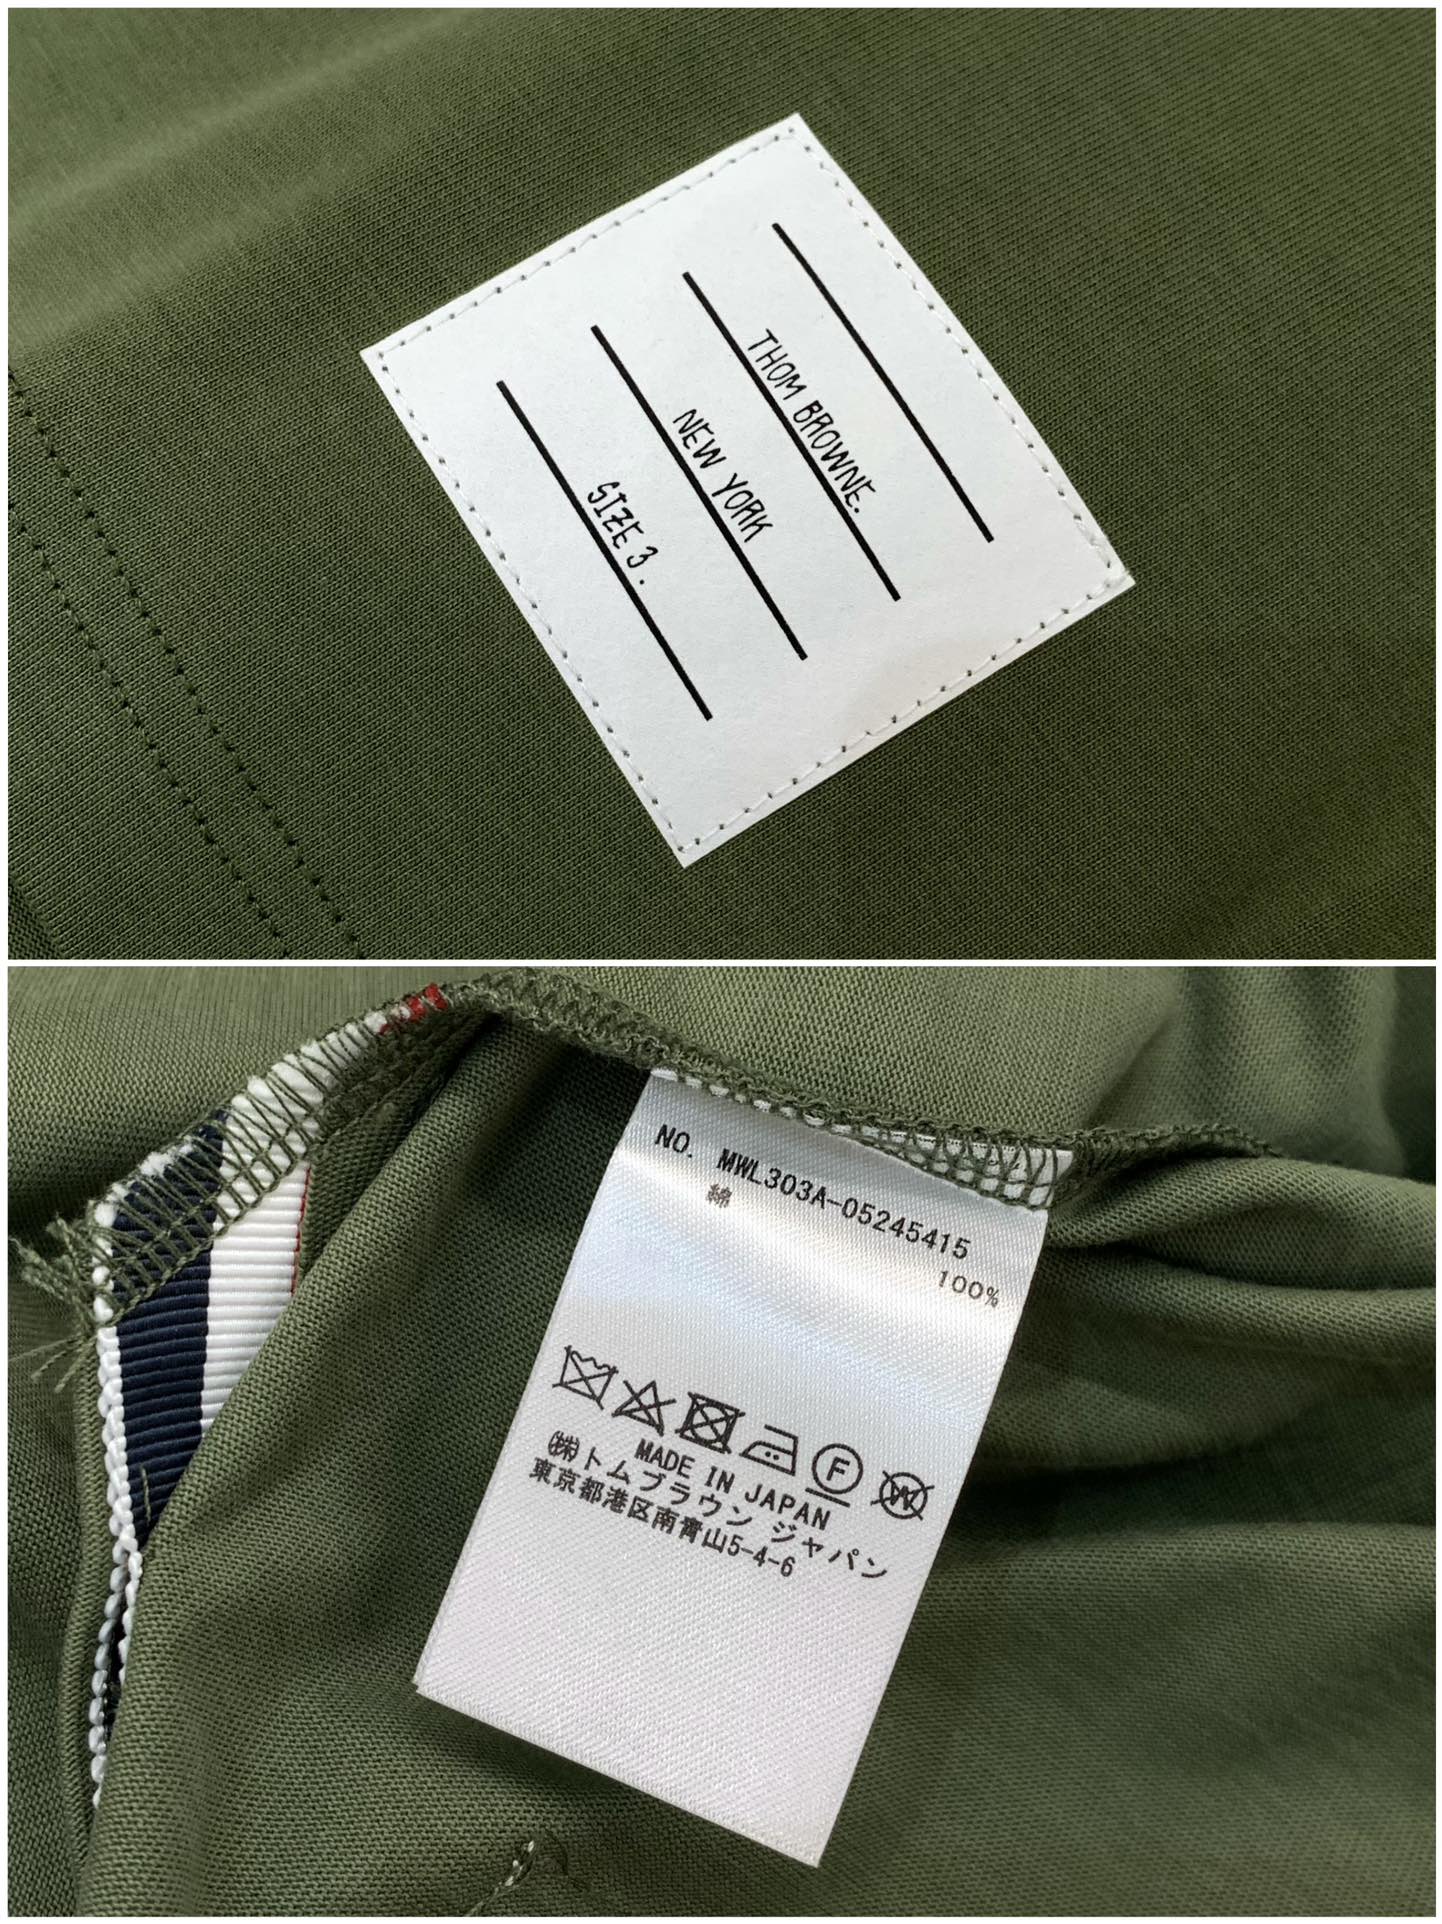 THOM BROWNE.
NEW YORK
SIZE 3.
NO. MWL303A-05245415
綿 100%
F W
MADE IN JAPAN
㈱トムブラウン ジャパン
東京都港区南青山5-4-6